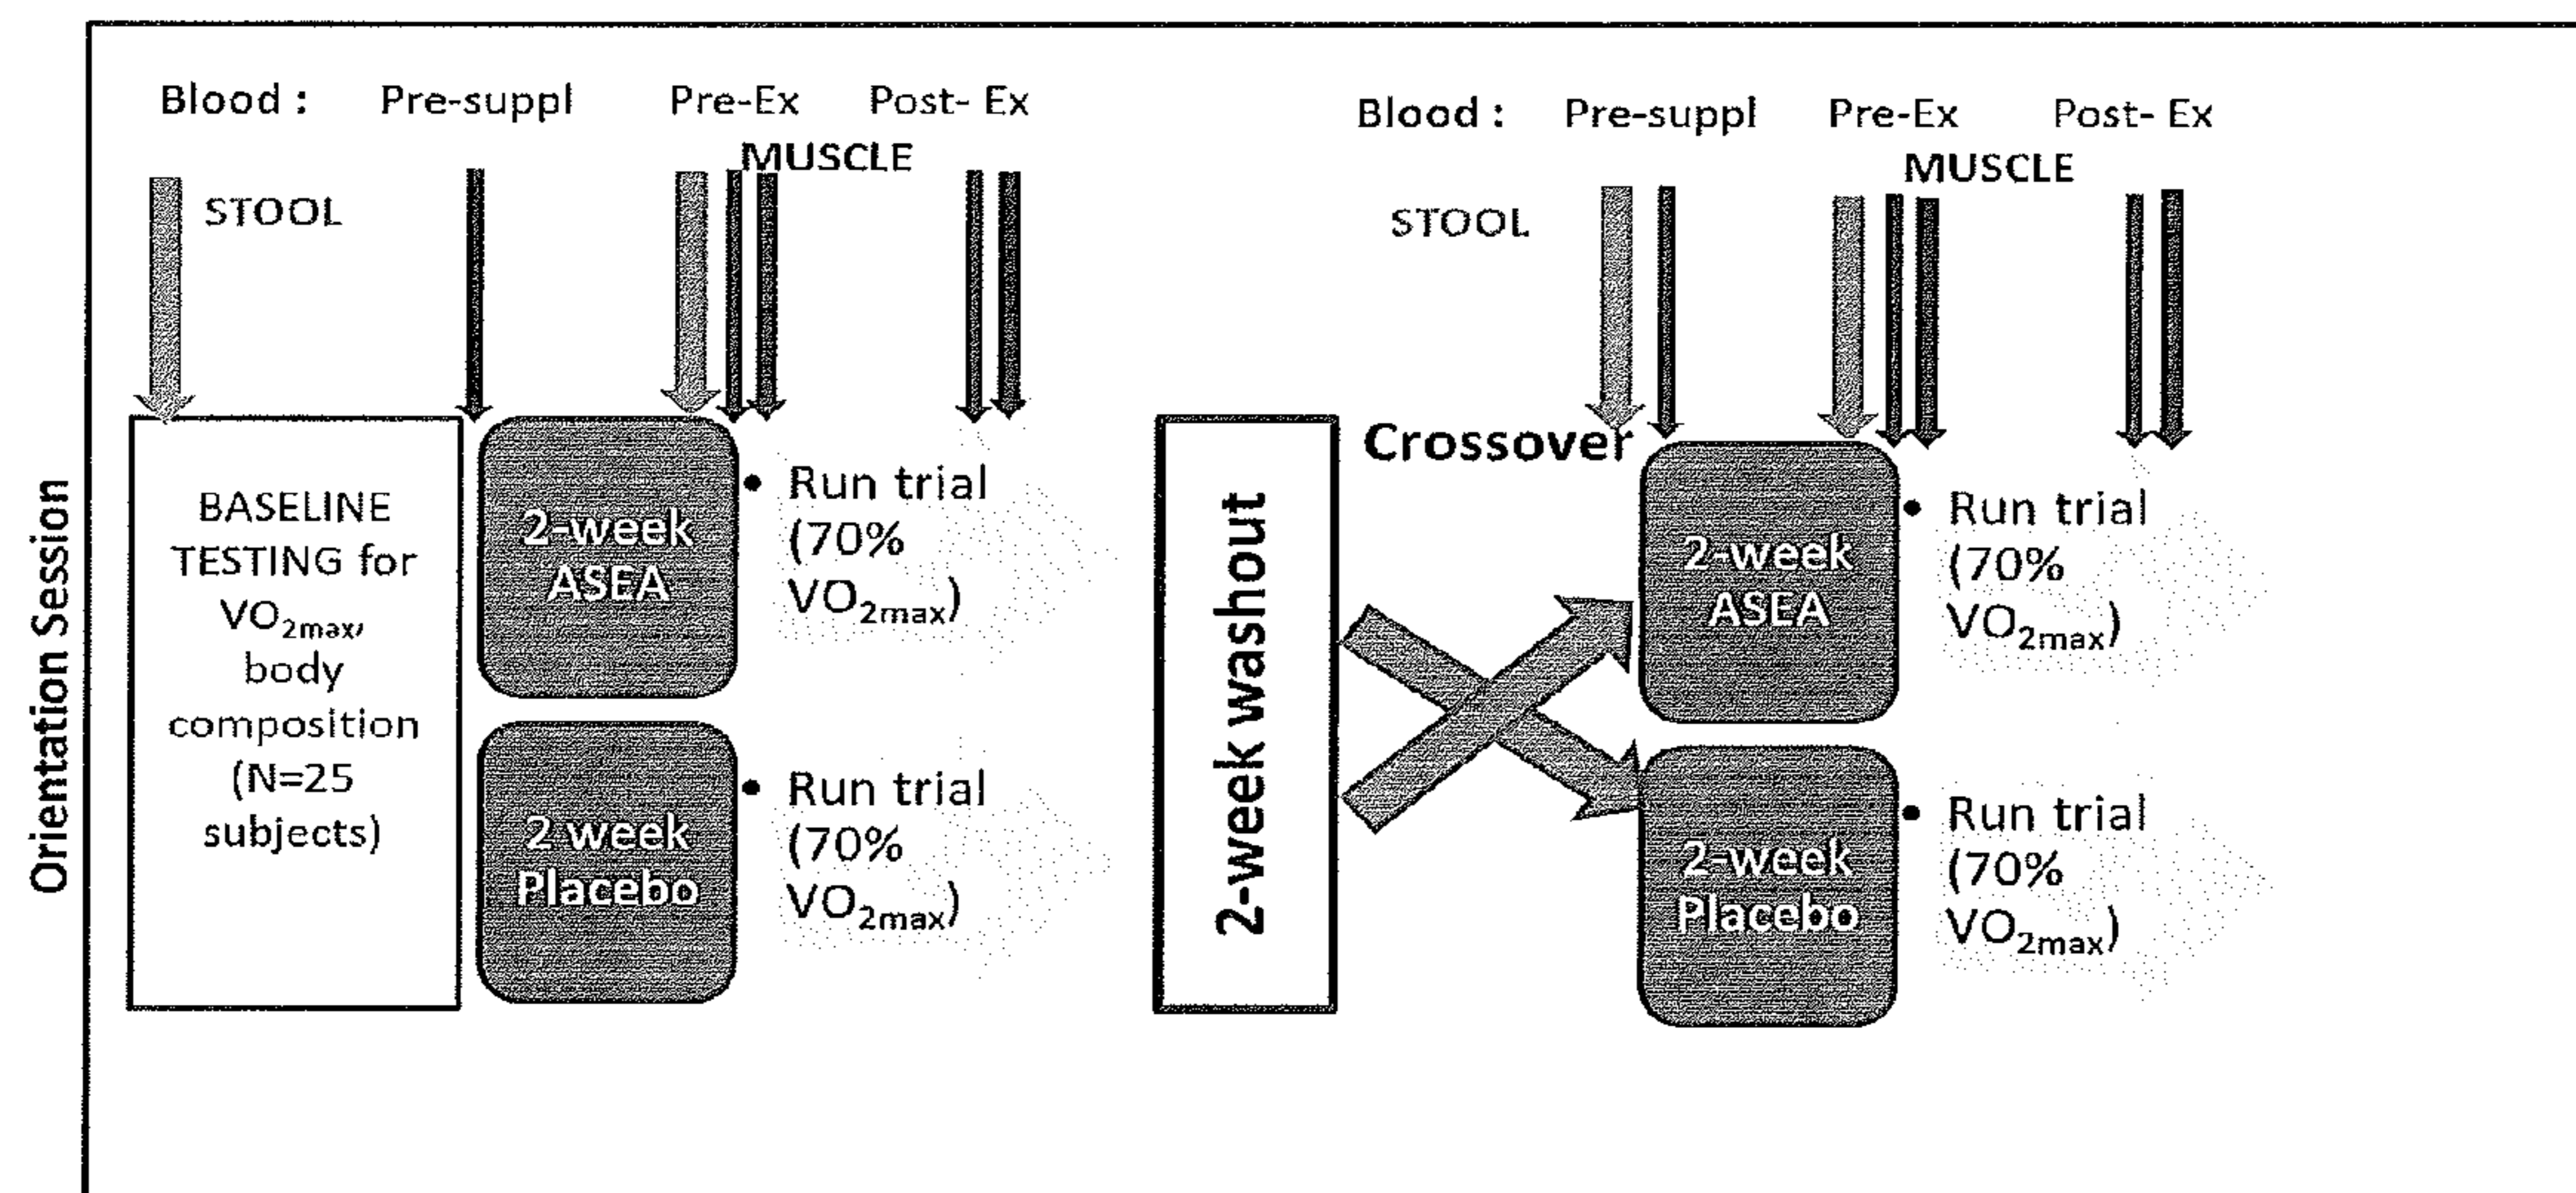 Orientation Session
Blood : Pre-suppl Pre-Ex Post- Ex
MUSCLE
STOOL
BASELINE
TESTING for
VO2max,
body
composition
(N=25
subjects)
2-week
ASEA
• Run trial
(70%
VO2max)
2 week
Placebo
• Run trial
(70%
VO2max)
2-week washout
Blood : Pre-suppl Pre-Ex Post- Ex
MUSCLE
STOOL
Crossover
2-week
ASEA
• Run trial
(70%
VO2max)
2-week
Placebo
• Run trial
(70%
VO2max)